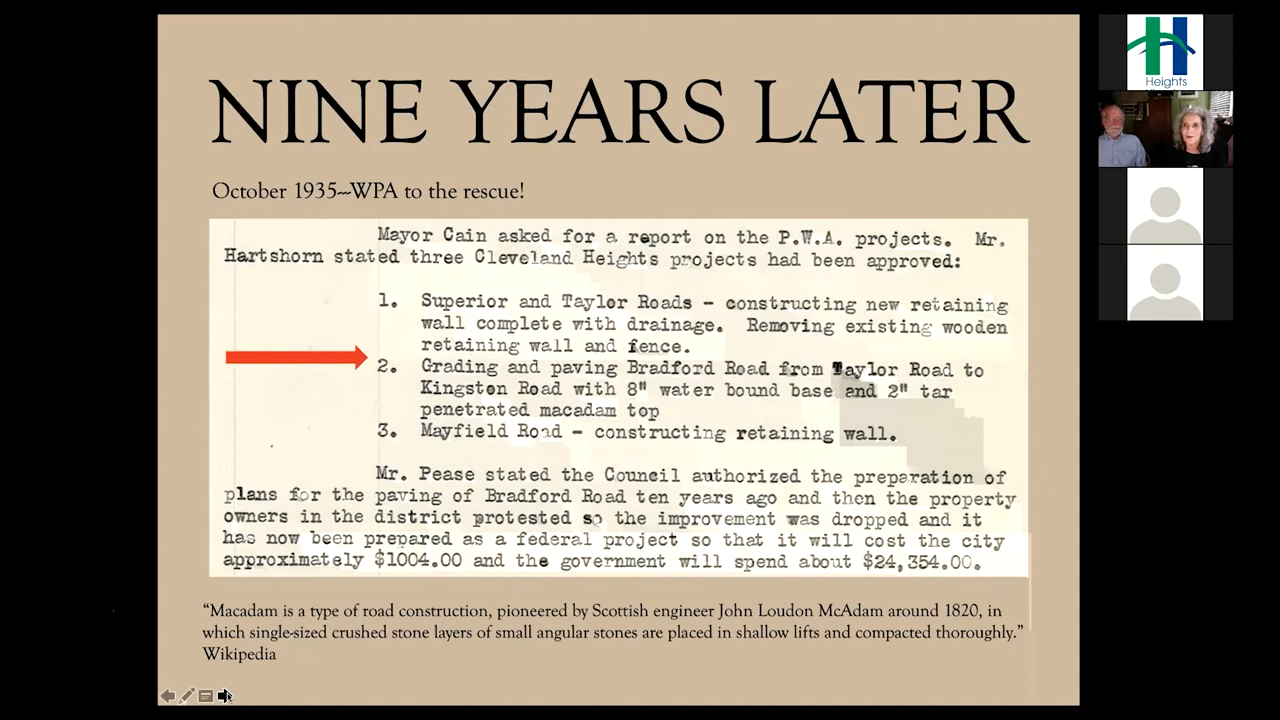 NINE YEARS LATER
October 1935--WPA to the rescue!
Mayor Cain asked for a report on the P.W.A. projects. Mr.
Hartshorn stated three Cleveland Heights projects had been approved:
1. Superior and Taylor Roads - constructing new retaining
wall complete with drainage. Removing existing wooden
retaining wall and fence.
2. Grading and paving Bradford Road from Taylor Road to
Kingston Road with 8" water bound base and 2" tar
penetrated macadam top
3. Mayfield Road - constructing retaining wall.
Mr. Pease stated the Council authorized the preparation of
plans for the paving of Bradford Road ten years ago and then the property
owners in the district protested so the improvement was dropped and it
has now been prepared as a federal project so that it will cost the city
approximately $1004.00 and the government will spend about $24,354.00.
“Macadam is a type of road construction, pioneered by Scottish engineer John Loudon McAdam around 1820, in
which single-sized crushed stone layers of small angular stones are placed in shallow lifts and compacted thoroughly.”
Wikipedia
H
Heights